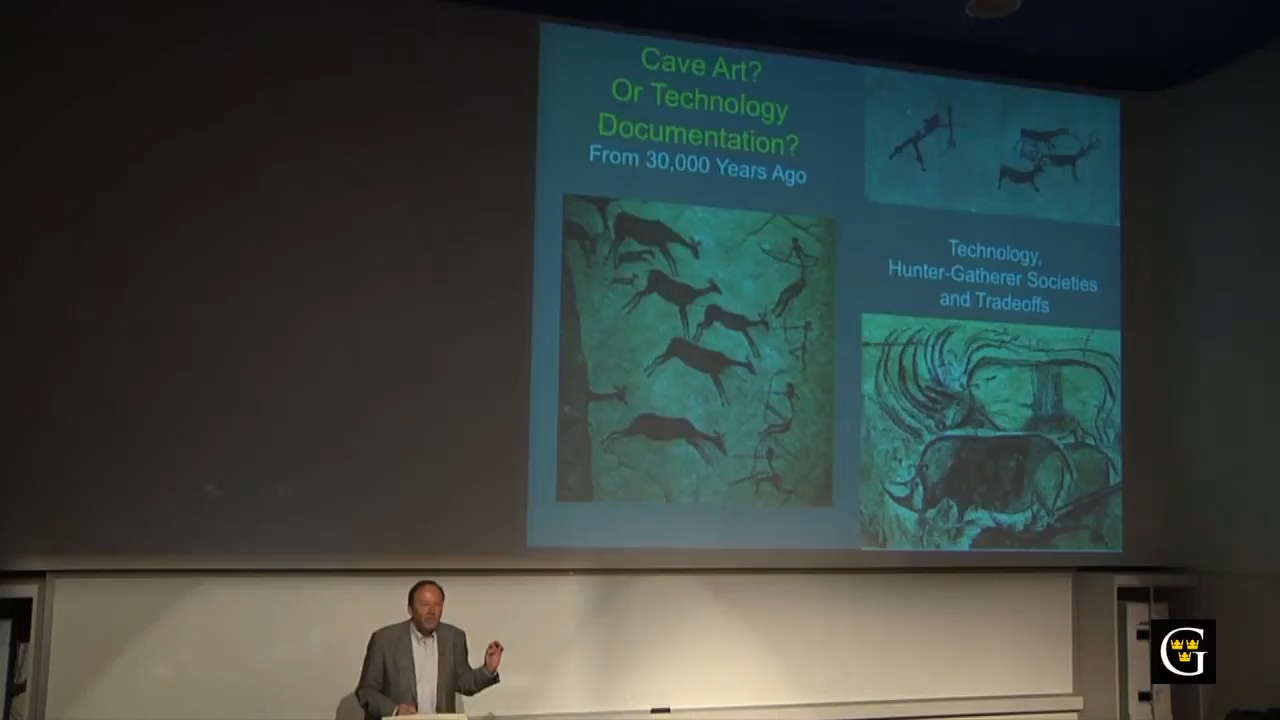 Cave Art?
Or Technology
Documentation?
From 30,000 Years Ago
Technology,
Hunter-Gatherer Societies
and Tradeoffs
G